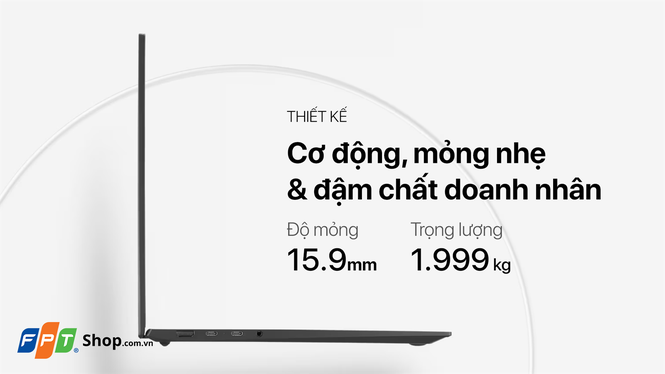 THIẾT KẾ
Cơ động, mỏng nhẹ
& đậm chất doanh nhân
Độ mỏng Trọng lượng
15.9mm 1.999 kg
FPT® Shop.com.vn